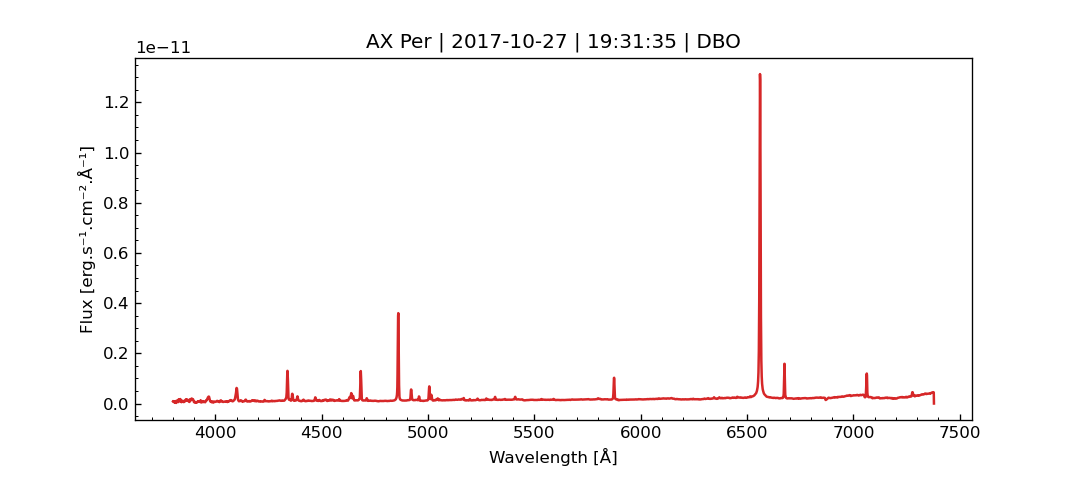 AX Per | 2017-10-27 | 19:31:35 | DBO
1e−11
1.2
1.0
0.8
0.6
0.4
0.2
0.0
Flux [erg.s⁻¹.cm⁻².Å⁻¹]
4000 4500 5000 5500 6000 6500 7000 7500
Wavelength [Å]